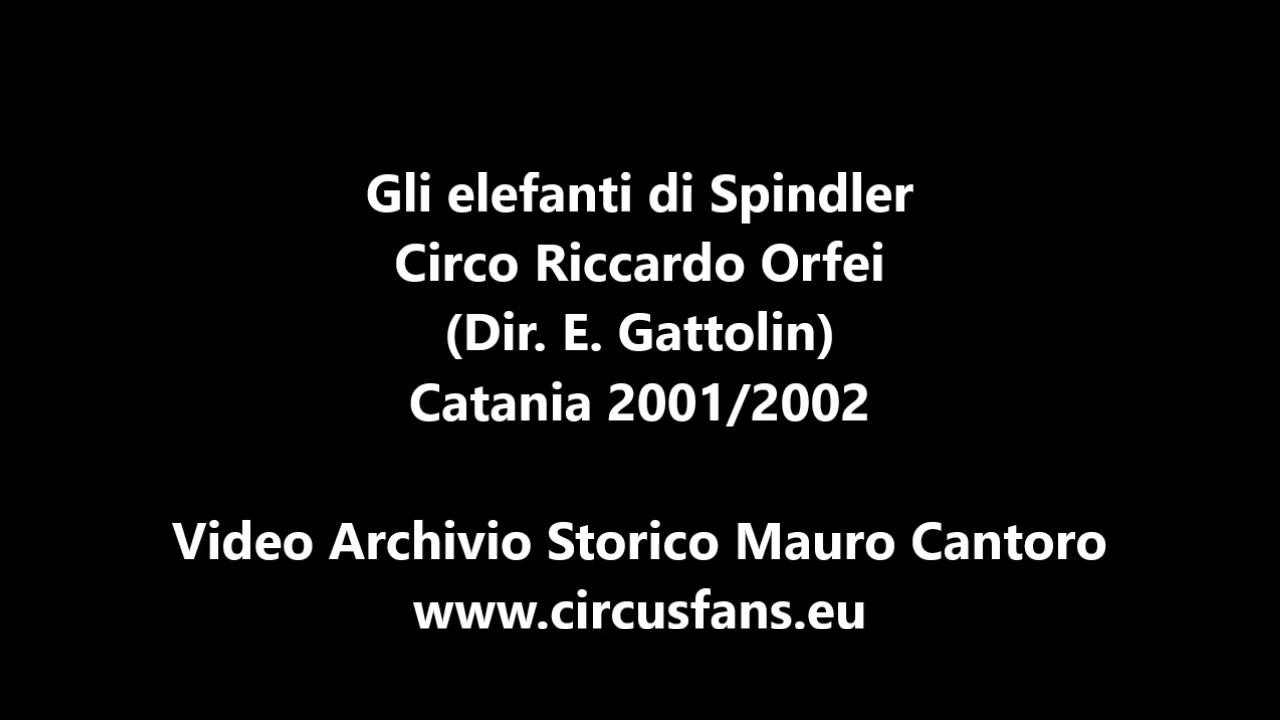 Gli elefanti di Spindler
Circo Riccardo Orfei
(Dir. E. Gattolin)
Catania 2001/2002
Video Archivio Storico Mauro Cantoro
www.circusfans.eu